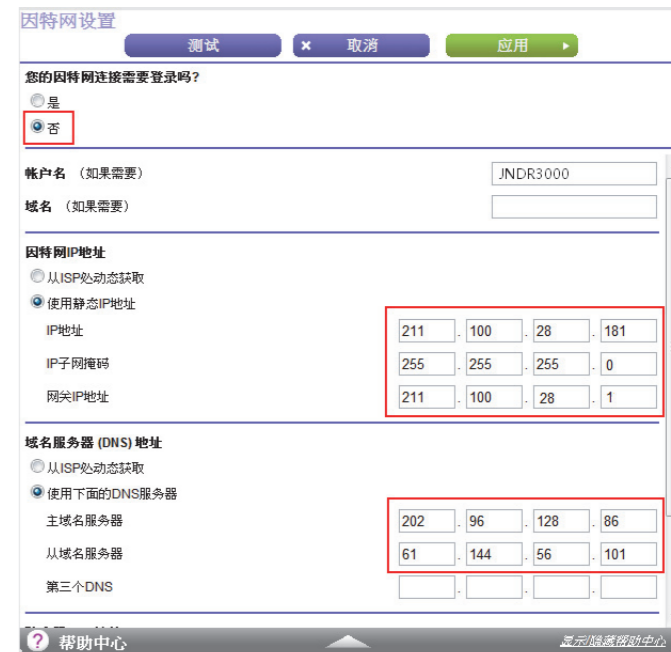 因特网设置
测试 × 取消 应用
您的因特网连接需要登录吗?
是
否
帐户名 (如果需要) JNDR3000
域名 (如果需要)
因特网IP地址
从ISP处动态获取
使用静态IP地址
IP地址 211 . 100 . 28 . 181
IP子网掩码 255 . 255 . 255 . 0
网关IP地址 211 . 100 . 28 . 1
域名服务器 (DNS) 地址
从ISP处动态获取
使用下面的DNS服务器
主域名服务器 202 . 96 . 128 . 86
从域名服务器 61 . 144 . 56 . 101
第三个DNS . . .
? 帮助中心 显示/隐藏帮助中心